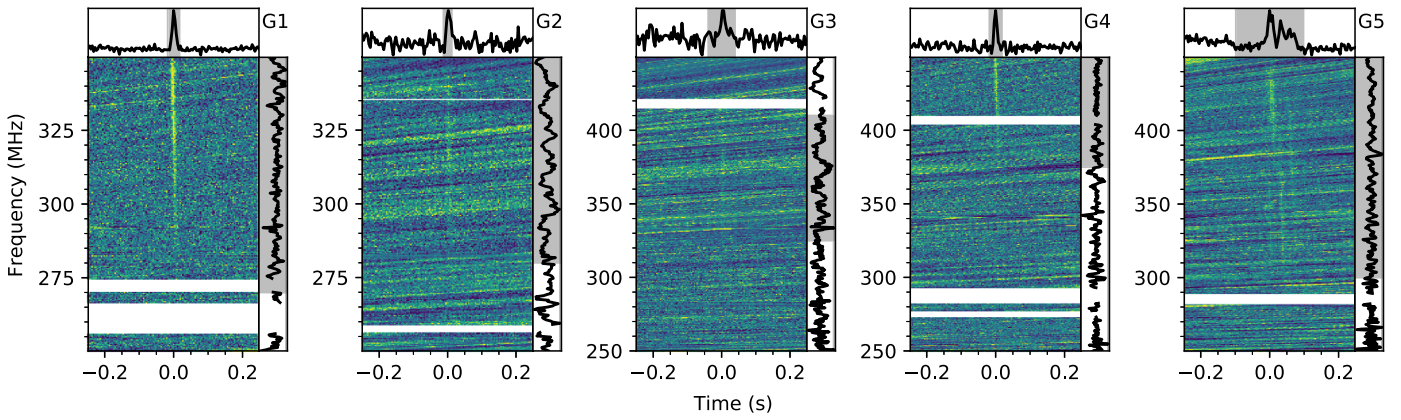 G1 G2 G3 G4 G5
325 325 400 400 400
300 300 350 350 350
275 275 300 300 300
250 250 250
−0.2 0.0 0.2 −0.2 0.0 0.2 −0.2 0.0 0.2 −0.2 0.0 0.2 −0.2 0.0 0.2
Frequency (MHz)
Time (s)